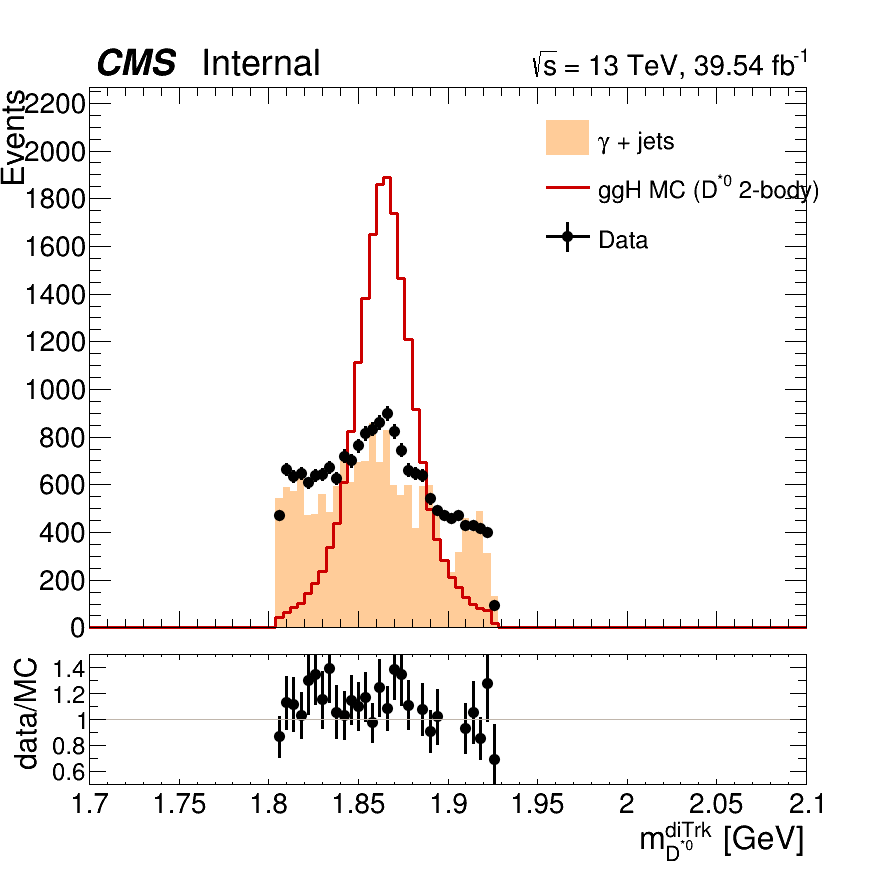 CMS Internal √s = 13 TeV, 39.54 fb⁻¹
Events
2200
2000
1800
1600
1400
1200
1000
800
600
400
200
0
γ + jets
ggH MC (D*⁰ 2-body)
Data
data/MC
1.4
1.2
1
0.8
0.6
1.7 1.75 1.8 1.85 1.9 1.95 2 2.05 2.1
m_{D*⁰}^{diTrk} [GeV]